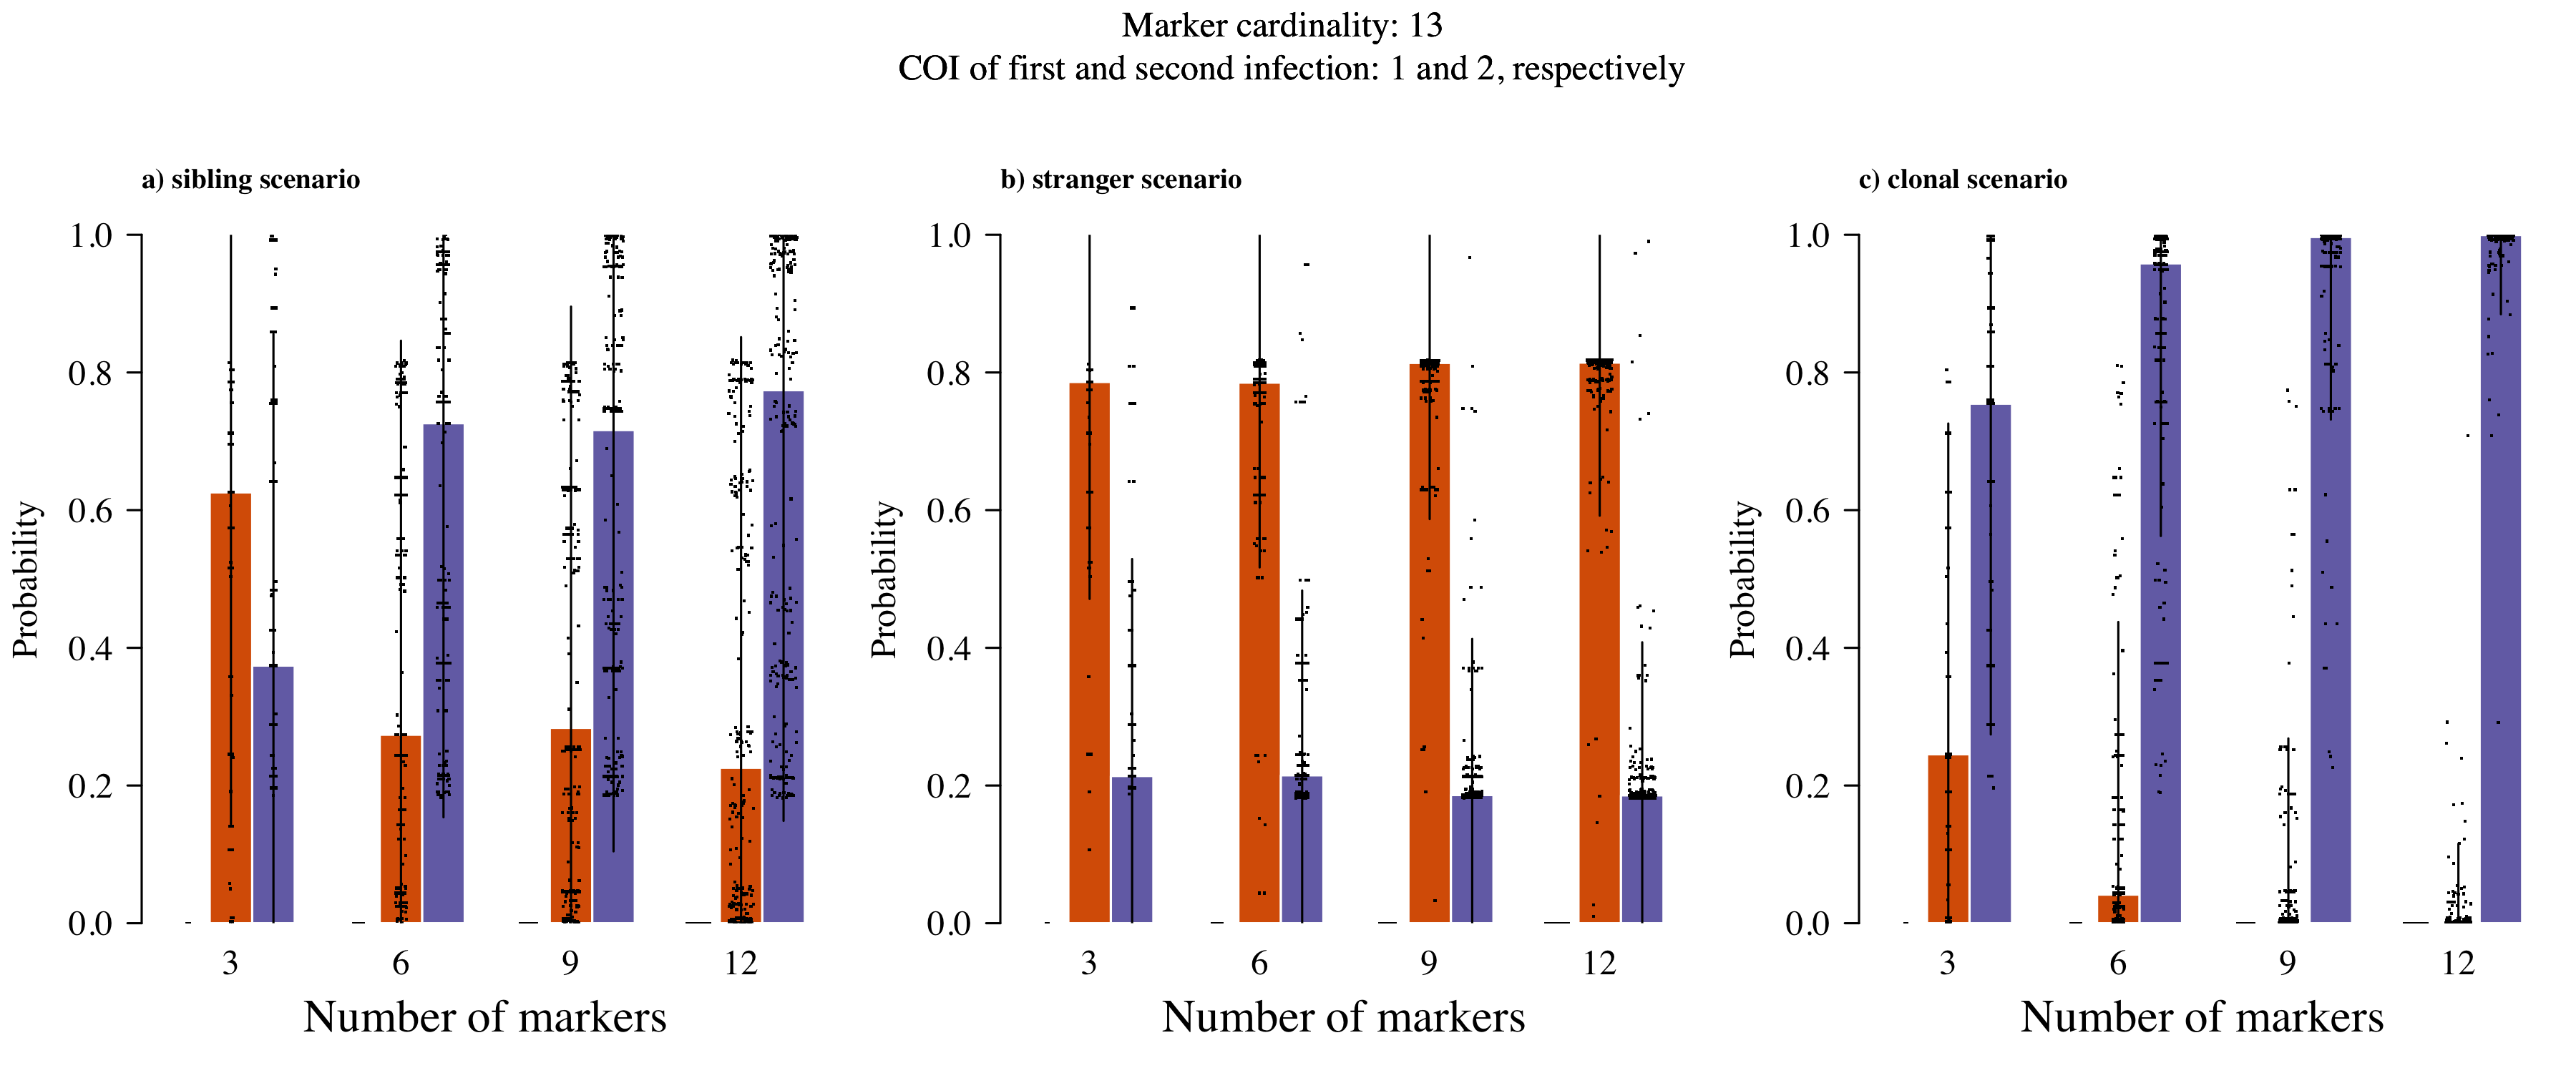 Marker cardinality: 13
COI of first and second infection: 1 and 2, respectively
a) sibling scenario
b) stranger scenario
c) clonal scenario
Probability
1.0
0.8
0.6
0.4
0.2
0.0
3 6 9 12
Number of markers
Probability
1.0
0.8
0.6
0.4
0.2
0.0
3 6 9 12
Number of markers
Probability
1.0
0.8
0.6
0.4
0.2
0.0
3 6 9 12
Number of markers